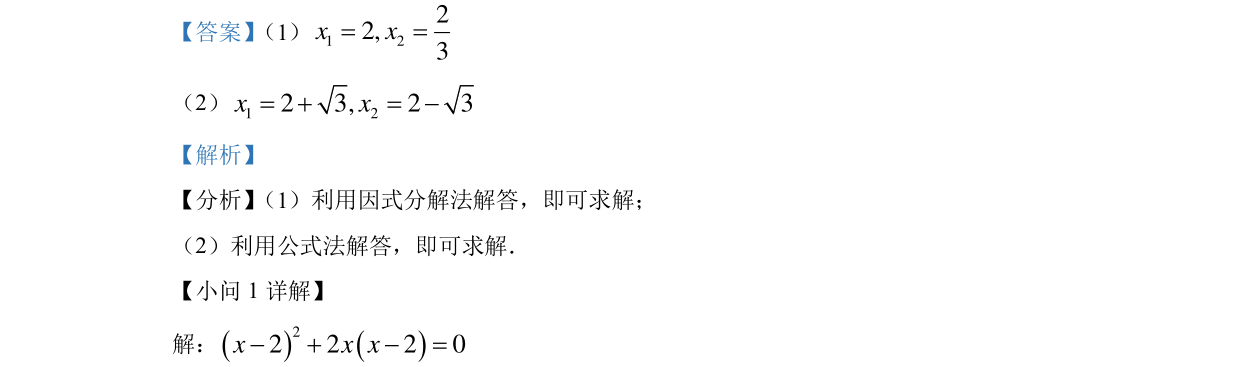 【答案】（1） x₁ = 2, x₂ = 2/3
（2） x₁ = 2 + √3, x₂ = 2 − √3
【解析】
【分析】（1）利用因式分解法解答，即可求解；
（2）利用公式法解答，即可求解．
【小问 1 详解】
解：(x − 2)² + 2x(x − 2) = 0